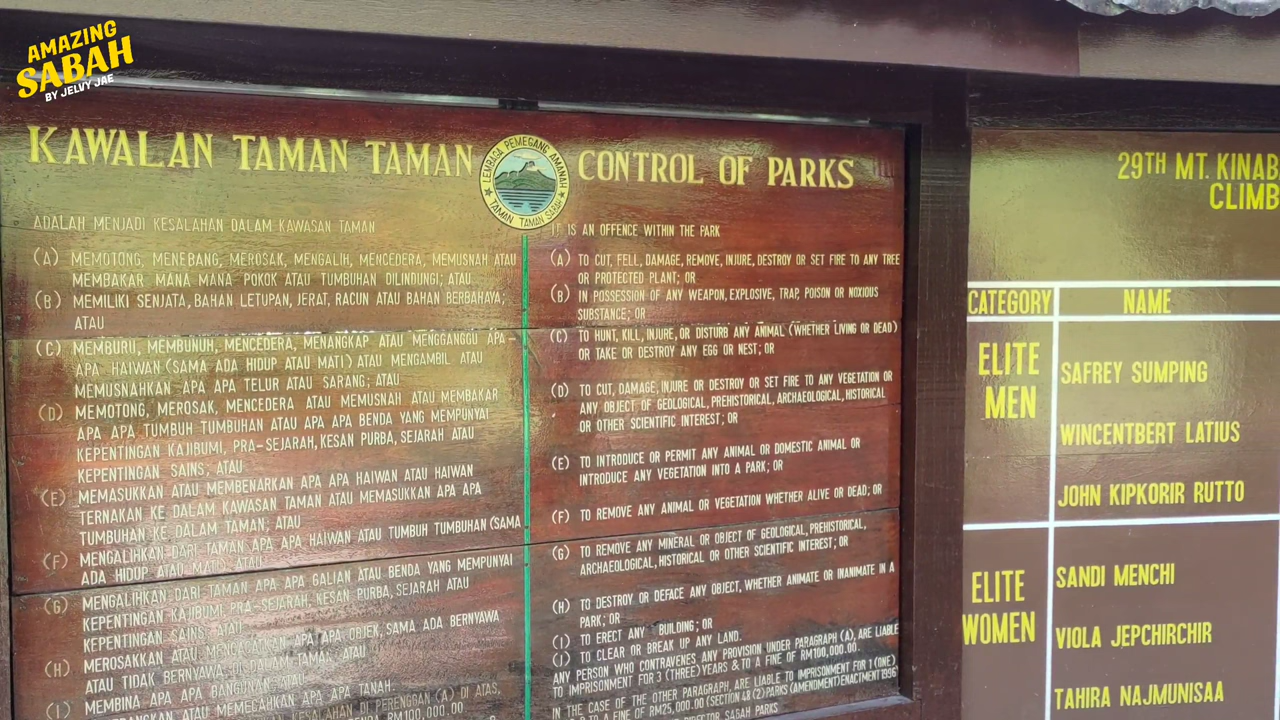 AMAZING
SABAH
BY JELVY JAE
KAWALAN TAMAN TAMAN
LEMBAGA PEMEGANG AMANAH
TAMAN TAMAN SABAH
CONTROL OF PARKS
ADALAH MENJADI KESALAHAN DALAM KAWASAN TAMAN
(A) MEMOTONG, MENEBANG, MEROSAK, MENGALIH, MENCEDERA, MEMUSNAH ATAU
MEMBAKAR MANA MANA POKOK ATAU TUMBUHAN DILINDUNGI; ATAU
(B) MEMILIKI SENJATA, BAHAN LETUPAN, JERAT, RACUN ATAU BAHAN BERBAHAYA;
ATAU
(C) MEMBURU, MEMBUNUH, MENCEDERA, MENANGKAP ATAU MENGGANGGU APA-
APA HAIWAN (SAMA ADA HIDUP ATAU MATI) ATAU MENGAMBIL ATAU
MEMUSNAHKAN APA APA TELUR ATAU SARANG; ATAU
(D) MEMOTONG, MEROSAK, MENCEDERA ATAU MEMUSNAH ATAU MEMBAKAR
APA APA TUMBUH TUMBUHAN ATAU APA APA BENDA YANG MEMPUNYAI
KEPENTINGAN KAJIBUMI, PRA-SEJARAH, KESAN PURBA, SEJARAH ATAU
KEPENTINGAN SAINS; ATAU
(E) MEMASUKKAN ATAU MEMBENARKAN APA APA HAIWAN ATAU HAIWAN
TERNAKAN KE DALAM KAWASAN TAMAN ATAU MEMASUKKAN APA APA
TUMBUHAN KE DALAM TAMAN; ATAU
(F) MENGALIHKAN DARI TAMAN APA APA HAIWAN ATAU TUMBUH TUMBUHAN (SAMA
ADA HIDUP ATAU MATI) ATAU
(G) MENGALIHKAN DARI TAMAN APA APA GALIAN ATAU BENDA YANG MEMPUNYAI
KEPENTINGAN KAJIBUMI, PRA-SEJARAH, KESAN PURBA, SEJARAH ATAU
KEPENTINGAN SAINS; ATAU
(H) MEROSAKKAN ATAU APA APA OBJEK, SAMA ADA BERNYAWA
ATAU TIDAK BERNYAWA, DI DALAM TAMAN; ATAU
(I) MEMBINA APA APA BANGUNAN ATAU
ATAU MEMECAHKAN APA APA TANAH.
KESALAHAN DI PERENGGAN (A) DI ATAS,
RM100,000.00
IT IS AN OFFENCE WITHIN THE PARK
(A) TO CUT, FELL, DAMAGE, REMOVE, INJURE, DESTROY OR SET FIRE TO ANY TREE
OR PROTECTED PLANT; OR
(B) IN POSSESSION OF ANY WEAPON, EXPLOSIVE, TRAP, POISON OR NOXIOUS
SUBSTANCE; OR
(C) TO HUNT, KILL, INJURE, OR DISTURB ANY ANIMAL (WHETHER LIVING OR DEAD)
OR TAKE OR DESTROY ANY EGG OR NEST; OR
(D) TO CUT, DAMAGE, INJURE OR DESTROY OR SET FIRE TO ANY VEGETATION OR
ANY OBJECT OF GEOLOGICAL, PREHISTORICAL, ARCHAEOLOGICAL, HISTORICAL
OR OTHER SCIENTIFIC INTEREST; OR
(E) TO INTRODUCE OR PERMIT ANY ANIMAL OR DOMESTIC ANIMAL OR
INTRODUCE ANY VEGETATION INTO A PARK; OR
(F) TO REMOVE ANY ANIMAL OR VEGETATION WHETHER ALIVE OR DEAD; OR
(G) TO REMOVE ANY MINERAL OR OBJECT OF GEOLOGICAL, PREHISTORICAL,
ARCHAEOLOGICAL, HISTORICAL OR OTHER SCIENTIFIC INTEREST; OR
(H) TO DESTROY OR DEFACE ANY OBJECT, WHETHER ANIMATE OR INANIMATE IN A
PARK; OR
(I) TO ERECT ANY BUILDING; OR
(J) TO CLEAR OR BREAK UP ANY LAND.
ANY PERSON WHO CONTRAVENES ANY PROVISION UNDER PARAGRAPH (A), ARE LIABLE
TO IMPRISONMENT FOR 3 (THREE) YEARS & TO A FINE OF RM100,000.00.
IN THE CASE OF THE OTHER PARAGRAPH, ARE LIABLE TO IMPRISONMENT FOR 1 (ONE)
& TO A FINE OF RM25,000.00 (SECTION 48 (2) PARKS (AMENDMENT) ENACTMENT 1996
DIRECTOR SABAH PARKS
29TH MT. KINAB
CLIMB
CATEGORY NAME
ELITE
MEN
SAFREY SUMPING
WINCENTBERT LATIUS
JOHN KIPKORIR RUTTO
ELITE
WOMEN
SANDI MENCHI
VIOLA JEPCHIRCHIR
TAHIRA NAJMUNISAA